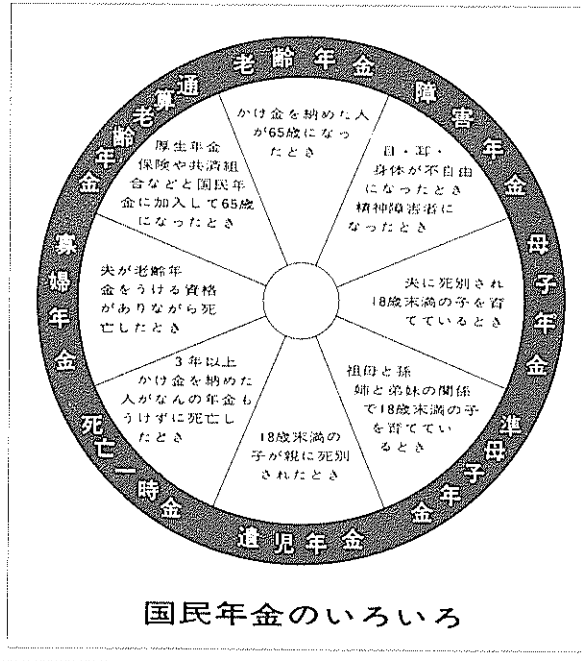 老齢年金
かけ金を納めた人
が65歳になっ
たとき
障害年金
目・耳・
身体が不自由
になったとき
精神障害者に
なったとき
母子年金
夫に死別され
18歳未満の子を育
てているとき
準母子年金
祖母と孫
姉と弟妹の関係
で18歳未満の子
を育ててい
るとき
遺児年金
18歳未満の
子が親に死別
されたとき
死亡一時金
3年以上
かけ金を納めた
人がなんの年金も
うけずに死亡し
たとき
寡婦年金
夫が老齢年
金をうける資格
がありながら死
亡したとき
通算老齢年金
厚生年金
保険や共済組
合などと国民年
金に加入して65歳
になったとき
国民年金のいろいろ